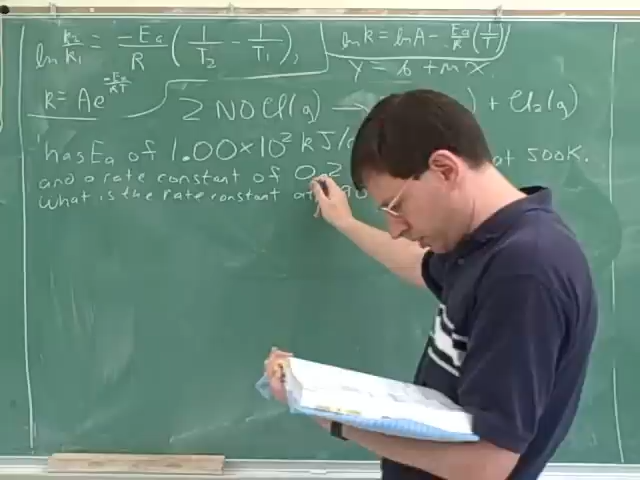 ln k₂/k₁ = -Ea/R (1/T₂ - 1/T₁), ln k = ln A - Ea/R (1/T)
y = b + m x
k = Ae^(-Ea/RT)
2 NOCl(g) → ) + Cl₂(g)
has Ea of 1.00×10² kJ/ at 500K.
and a rate constant of 0.2
What is the rate constant at